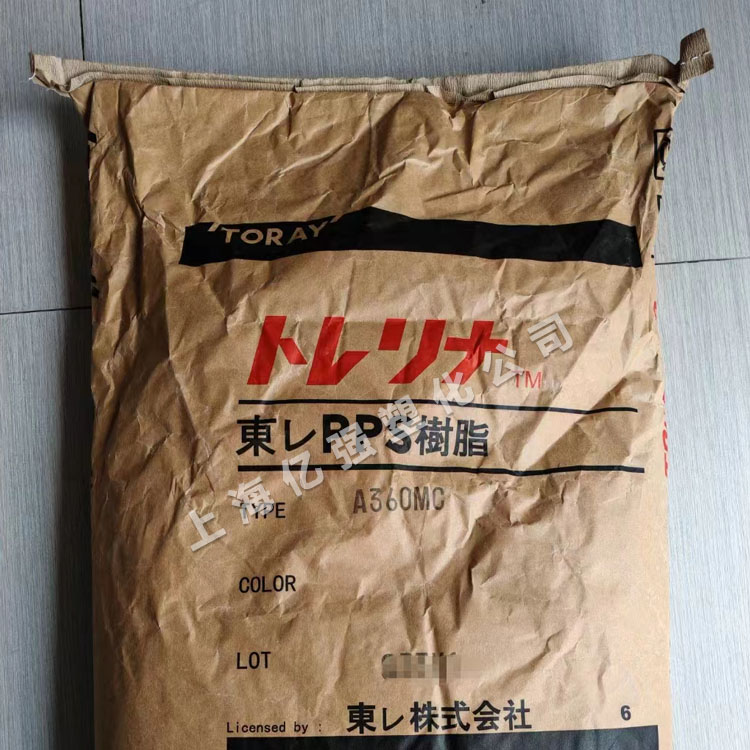 TORAY
トレリナ TM
東レPPS樹脂
TYPE A360MC
COLOR
LOT
Licensed by : 東レ株式会社 6
上海亿强塑化公司